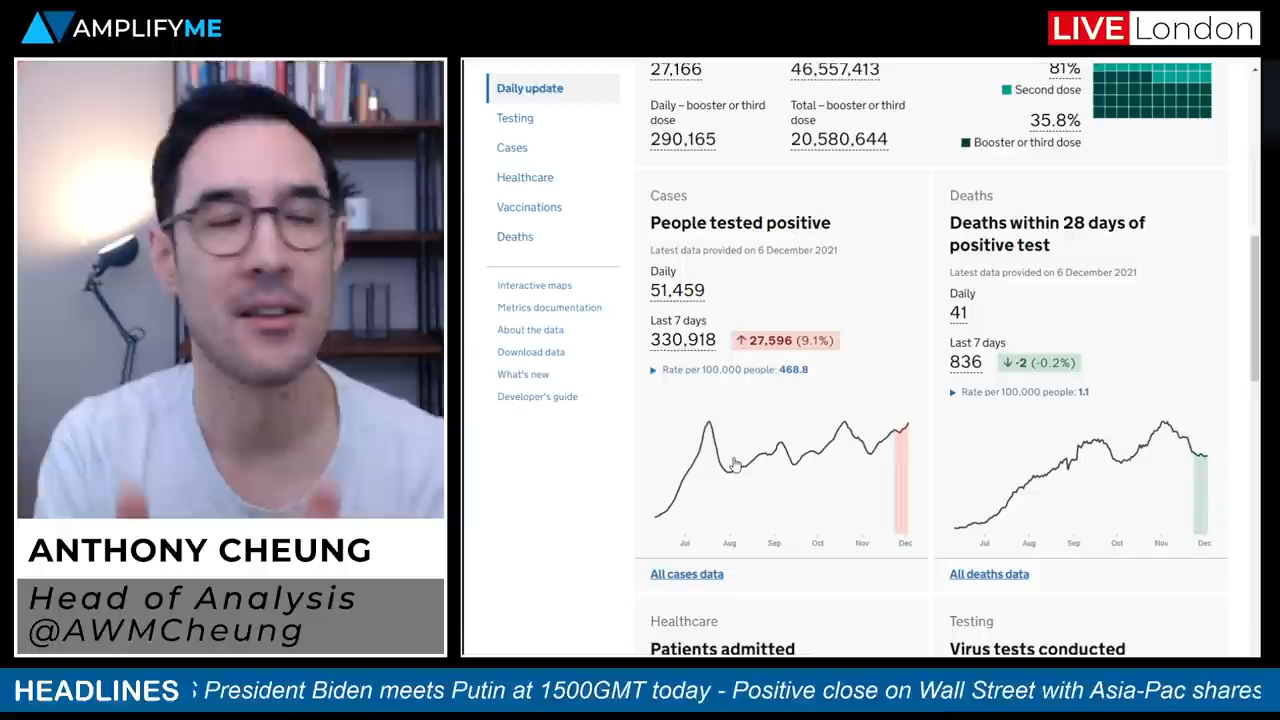 AMPLIFYME
LIVE London
Daily update
Testing
Cases
Healthcare
Vaccinations
Deaths
Interactive maps
Metrics documentation
About the data
Download data
What's new
Developer's guide
27,166
46,557,413
81%
Second dose
Daily – booster or third
dose
290,165
Total – booster or third
dose
20,580,644
35.8%
Booster or third dose
Cases
People tested positive
Latest data provided on 6 December 2021
Daily
51,459
Last 7 days
330,918 ↑ 27,596 (9.1%)
Rate per 100,000 people: 468.8
Jul Aug Sep Oct Nov Dec
All cases data
Deaths
Deaths within 28 days of
positive test
Latest data provided on 6 December 2021
Daily
41
Last 7 days
836 ↓ -2 (-0.2%)
Rate per 100,000 people: 1.1
Jul Aug Sep Oct Nov Dec
All deaths data
Healthcare
Patients admitted
Testing
Virus tests conducted
ANTHONY CHEUNG
Head of Analysis
@AWMCheung
HEADLINES President Biden meets Putin at 1500GMT today - Positive close on Wall Street with Asia-Pac shares